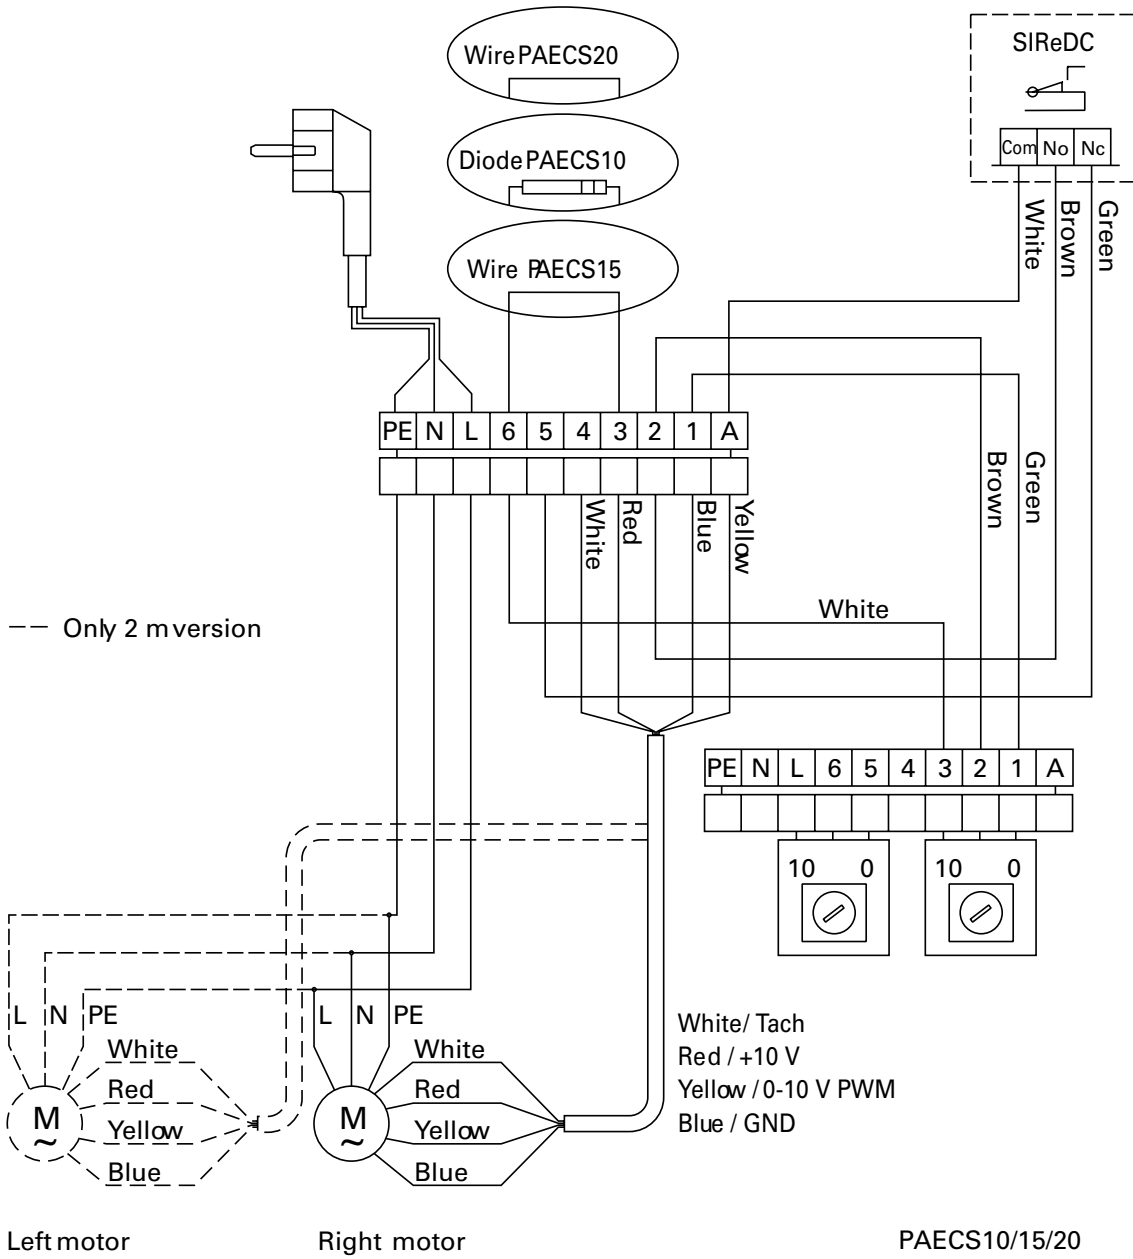 Wire PAECS20
SIReDC
Diode PAECS10
Com No Nc
White
Brown
Green
Wire PAECS15
PE N L 6 5 4 3 2 1 A
Brown
Green
White
Red
Blue
Yellow
White
-- Only 2 m version
PE N L 6 5 4 3 2 1 A
10 0
10 0
L N PE
L N PE
White
White
Red
Red
Yellow
Yellow
Blue
Blue
M
~
M
~
White/ Tach
Red / +10 V
Yellow / 0-10 V PWM
Blue / GND
Left motor
Right motor
PAECS10/15/20